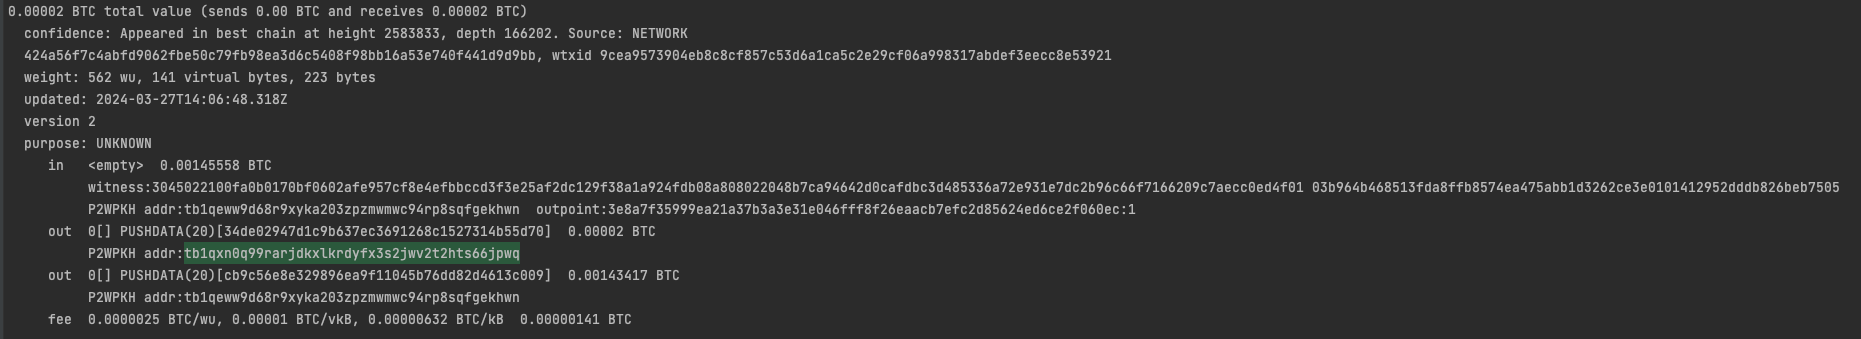 0.00002 BTC total value (sends 0.00 BTC and receives 0.00002 BTC)
confidence: Appeared in best chain at height 2583833, depth 166202. Source: NETWORK
424a56f7c4abfd9062fbe50c79fb98ea3d6c5408f98bb16a53e740f441d9d9bb, wtxid 9cea9573904eb8c8cf857c53d6a1ca5c2e29cf06a998317abdef3eecc8e53921
weight: 562 wu, 141 virtual bytes, 223 bytes
updated: 2024-03-27T14:06:48.318Z
version 2
purpose: UNKNOWN
in <empty> 0.00145558 BTC
witness:3045022100fa0b0170bf0602afe957cf8e4efbbccd3f3e25af2dc129f38a1a924fdb08a808022048b7ca94642d0cafdbc3d485336a72e931e7dc2b96c66f7166209c7aecc0ed4f01 03b964b468513fda8ffb8574ea475abb1d3262ce3e0101412952dddb826beb7505
P2WPKH addr:tb1qeww9d68r9xyka203zpzmwmwc94rp8sqfgekhwn outpoint:3e8a7f35999ea21a37b3a3e31e046fff8f26eaacb7efc2d85624ed6ce2f060ec:1
out 0[] PUSHDATA(20)[34de02947d1c9b637ec3691268c1527314b55d70] 0.00002 BTC
P2WPKH addr:tb1qxn0q99rarjdkxlkrdyfx3s2jwv2t2hts66jpwq
out 0[] PUSHDATA(20)[cb9c56e8e329896ea9f11045b76dd82d4613c009] 0.00143417 BTC
P2WPKH addr:tb1qeww9d68r9xyka203zpzmwmwc94rp8sqfgekhwn
fee 0.0000025 BTC/wu, 0.00001 BTC/vkB, 0.00000632 BTC/kB 0.00000141 BTC